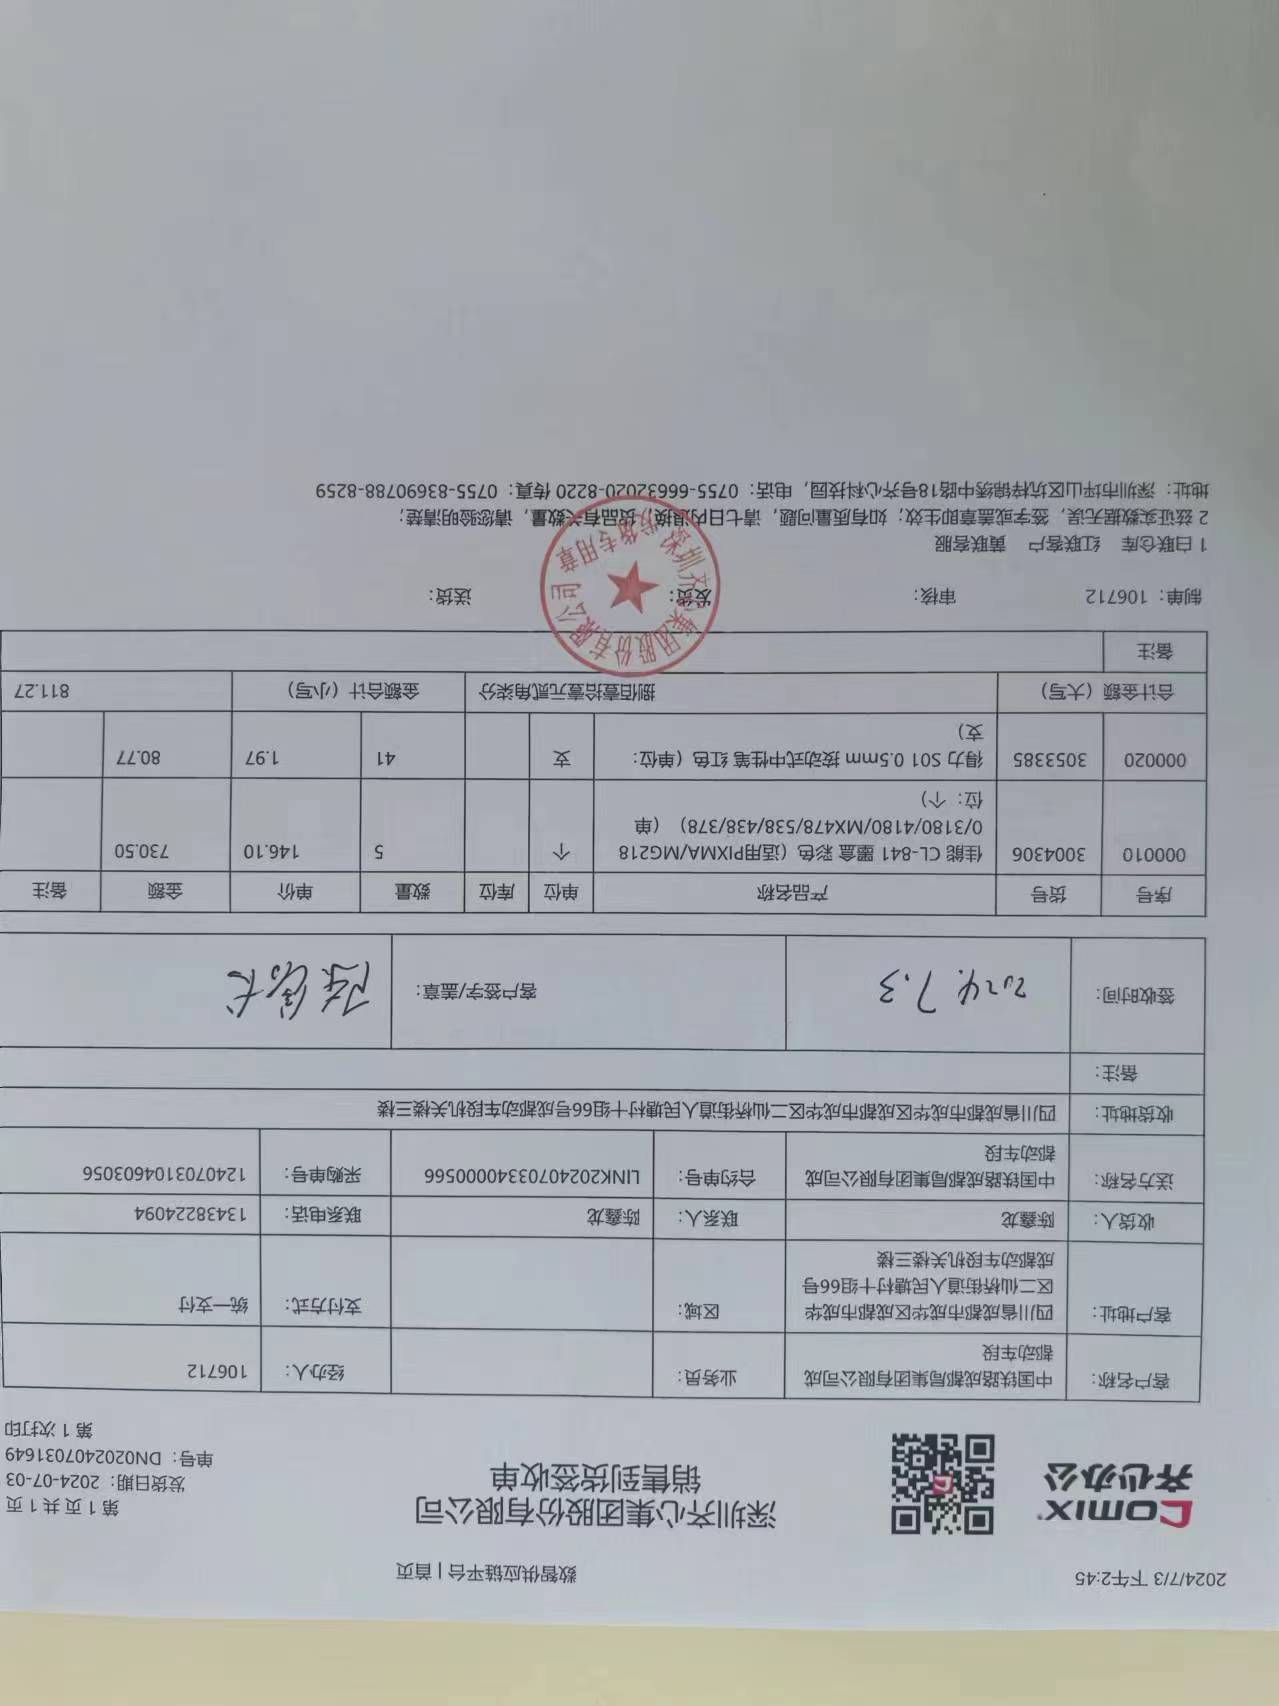 2024/7/3 下午2:45
数智供应链平台 | 首页
COMIX
齐心办公
深圳齐心集团股份有限公司
销售到货签收单
第 1 页 共 1 页
发货日期：2024-07-03
单号：DN0202407031649
第 1 次打印
客户名称： 中国铁路成都局集团有限公司成都动车段 业务员： 经办人： 106712
客户地址： 四川省成都市成华区成都市成华区二仙桥街道人民塘村十组66号成都动车段机关楼三楼 区域： 支付方式： 统一支付
收货人： 陈鑫龙 联系人： 陈鑫龙 联系电话： 13438224094
送方名称： 中国铁路成都局集团有限公司成都动车段 合约单号： LINK2024070334000566 采购单号： 1240703104603056
收货地址： 四川省成都市成华区成都市成华区二仙桥街道人民塘村十组66号成都动车段机关楼三楼
备注：
签收时间： 2024.7.3 客户签字/盖章：
序号 货号 产品名称 单位 库位 数量 单价 金额 备注
000010 3004306 佳能 CL-841 墨盒 彩色（适用PIXMA/MG2180/3180/4180/MX478/538/438/378）（单位：个） 个 5 146.10 730.50
000020 3053385 得力 S01 0.5mm 按动式中性笔 红色（单位：支） 支 41 1.97 80.77
合计金额（大写） 捌佰壹拾壹元贰角柒分 金额合计（小写） 811.27
备注
制单：106712 审核： 发货： 送货：
1 白联仓库 红联客户 黄联客服
2 兹证实数据无误，签字或盖章即生效；如有质量问题，请七日内退换；货品有关数量，请您验明清楚；
地址：深圳市坪山区坑梓锦绣中路18号齐心科技园，电话：0755-66632020-8220 传真：0755-83690788-8259
深圳齐心集团股份有限公司
发货专用章